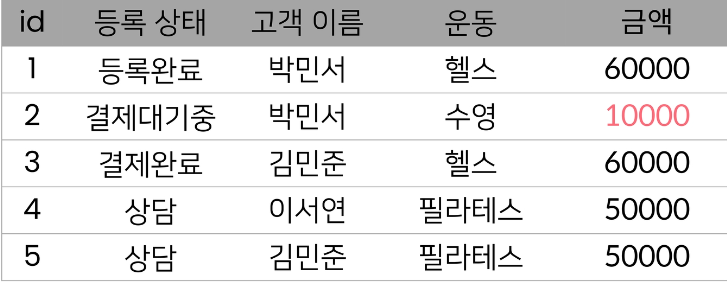 id 등록 상태 고객 이름 운동 금액
1 등록완료 박민서 헬스 60000
2 결제대기중 박민서 수영 10000
3 결제완료 김민준 헬스 60000
4 상담 이서연 필라테스 50000
5 상담 김민준 필라테스 50000